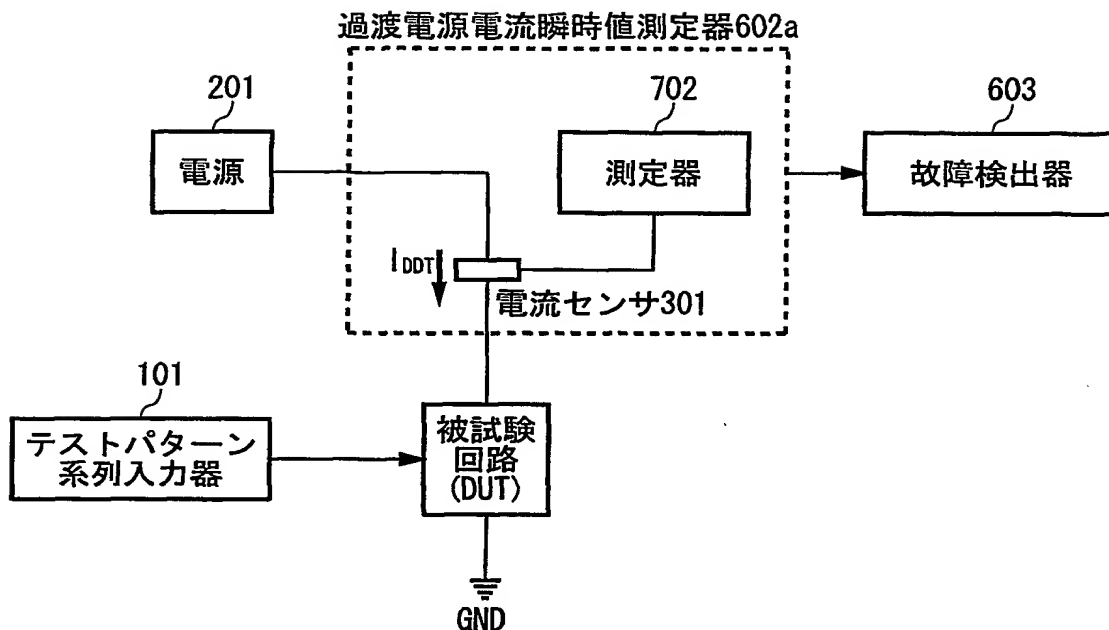 過渡電源電流瞬時値測定器602a
201
702
603
電源
測定器
故障検出器
IDDT
電流センサ301
101
テストパターン
系列入力器
被試験
回路
(DUT)
GND